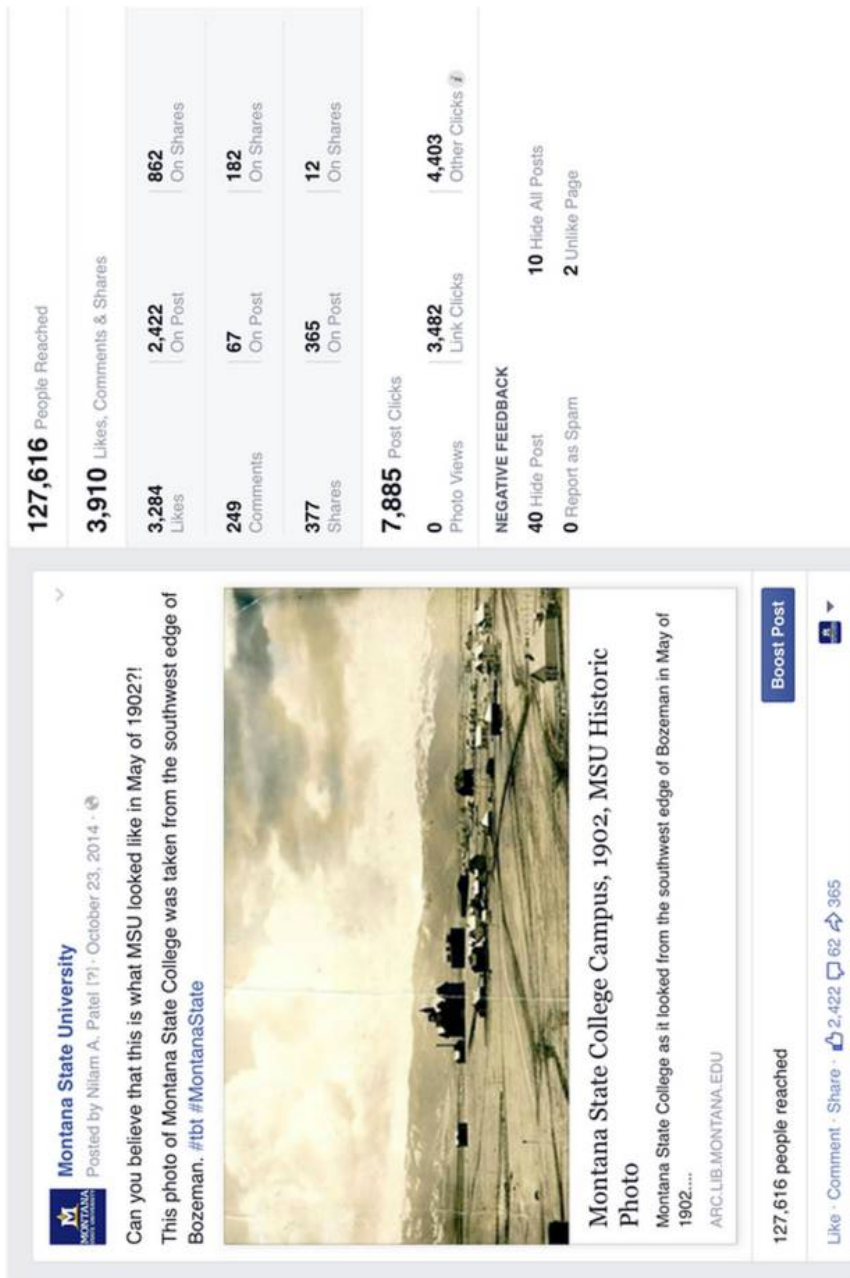 Montana State University
Posted by Nilam A. Patel [?] · October 23, 2014 ·
Can you believe that this is what MSU looked like in May of 1902?!
This photo of Montana State College was taken from the southwest edge of
Bozeman. #tbt #MontanaState
MONTANA
STATE UNIVERSITY
Montana State College Campus, 1902, MSU Historic
Photo
Montana State College as it looked from the southwest edge of Bozeman in May of
1902....
ARC.LIB.MONTANA.EDU
127,616 people reached
Boost Post
Like · Comment · Share · 2,422 62 365
127,616 People Reached
3,910 Likes, Comments & Shares
3,284 2,422 862
Likes On Post On Shares
249 67 182
Comments On Post On Shares
377 365 12
Shares On Post On Shares
7,885 Post Clicks
0 3,482 4,403
Photo Views Link Clicks Other Clicks i
NEGATIVE FEEDBACK
40 Hide Post 10 Hide All Posts
0 Report as Spam 2 Unlike Page